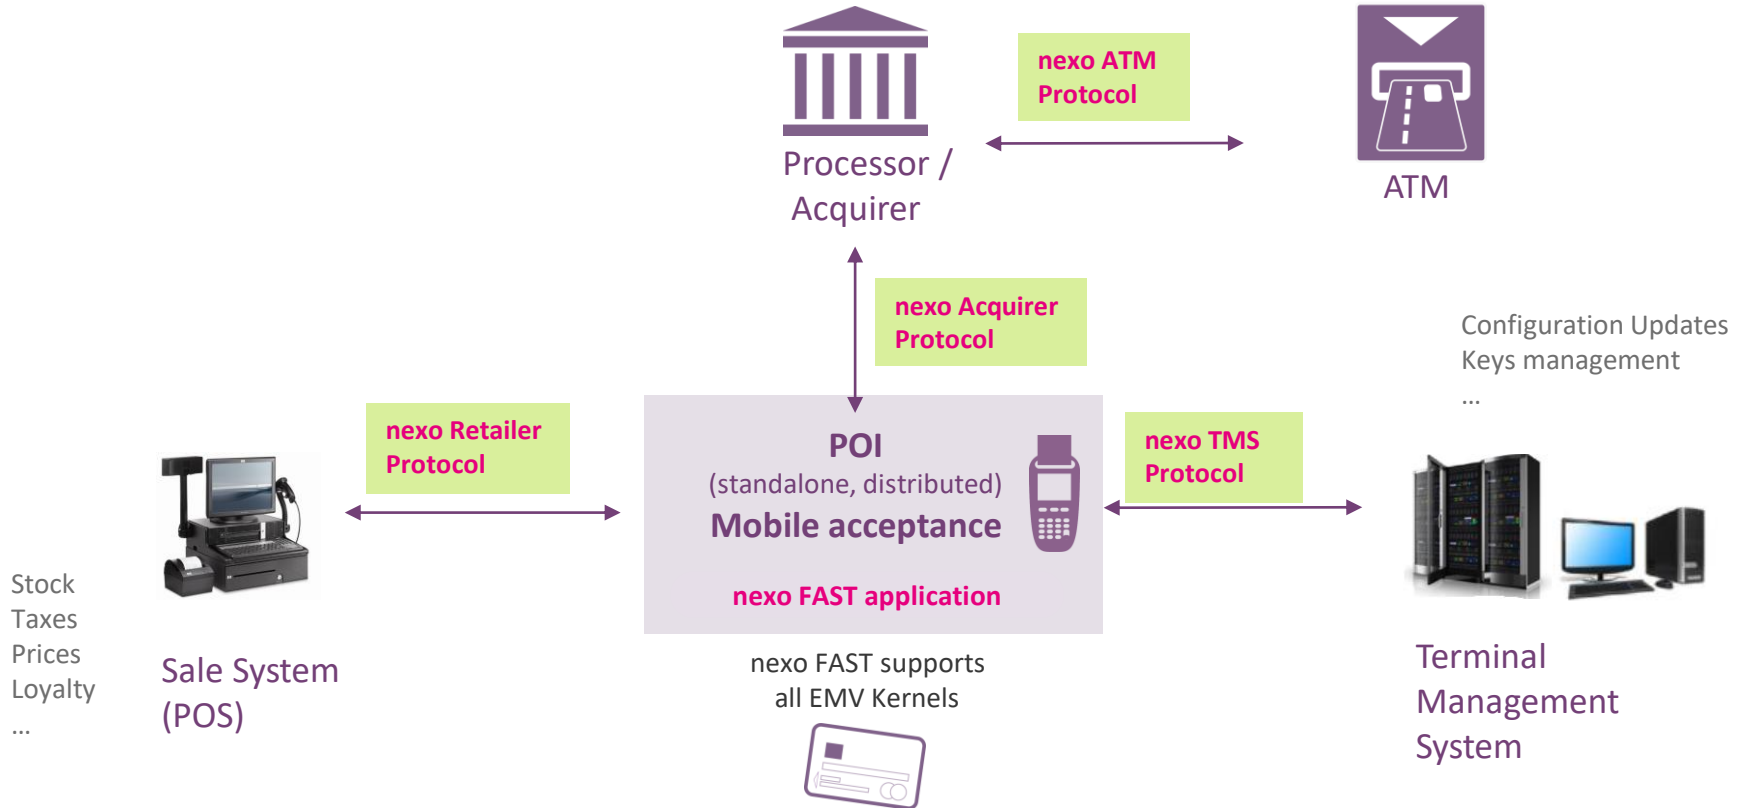 nexo ATM
Protocol
Processor /
Acquirer
ATM
nexo Acquirer
Protocol
Configuration Updates
Keys management
...
nexo Retailer
Protocol
POI
(standalone, distributed)
Mobile acceptance
nexo FAST application
nexo TMS
Protocol
Stock
Taxes
Prices
Loyalty
...
Sale System
(POS)
nexo FAST supports
all EMV Kernels
Terminal
Management
System